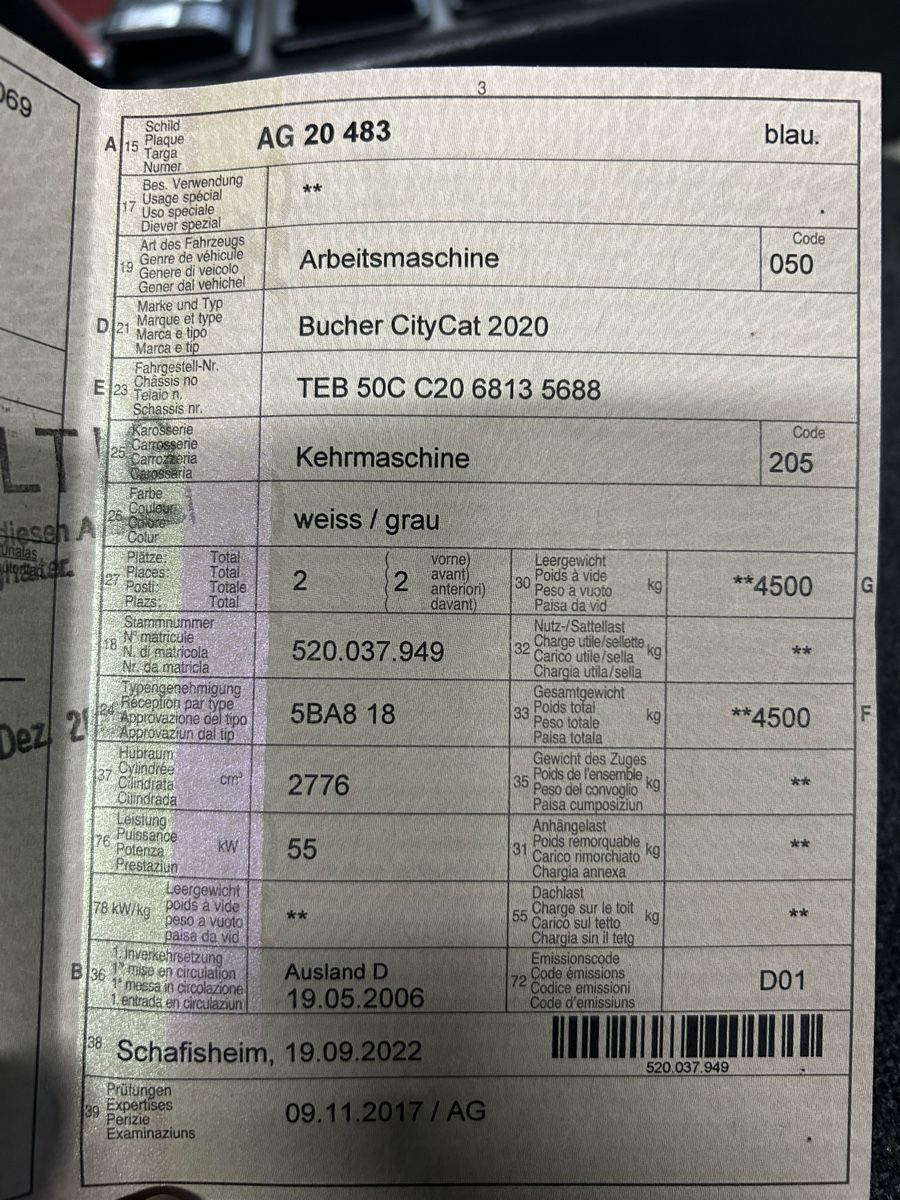 069
3
A 15 Schild
Plaque
Targa
Numer
AG 20 483 blau.
17 Bes. Verwendung
Usage spécial
Uso speciale
Diever spezial
**
19 Art des Fahrzeugs
Genre de véhicule
Genere di veicolo
Gener dal vehichel
Arbeitsmaschine
Code
050
D 21 Marke und Typ
Marque et type
Marca e tipo
Marca e tip
Bucher CityCat 2020
E 23 Fahrgestell-Nr.
Châssis no
Telaio n.
Schassis nr.
TEB 50C C20 6813 5688
25 Karosserie
Carrosserie
Carrozzeria
Carossaria
Kehrmaschine
Code
205
26 Farbe
Couleur
Colore
Colur
weiss / grau
27 Plätze: Total
Places: Total
Posti: Totale
Plazs: Total
2
( 2 vorne)
avant)
anteriori)
davant)
30 Leergewicht
Poids à vide
Peso a vuoto
Paisa da vid
kg
**4500
G
18 Stammnummer
N° matricule
N. di matricola
Nr. da matricla
520.037.949
32 Nutz-/Sattellast
Charge utile/sellette
Carico utile/sella
Chargia utila/sella
kg
**
24 Typengenehmigung
Réception par type
Approvazione del tipo
Approvaziun dal tip
5BA8 18
33 Gesamtgewicht
Poids total
Peso totale
Paisa totala
kg
**4500
F
37 Hubraum
Cylindrée
Cilindrata
Cilindrada
cm³
2776
35 Gewicht des Zuges
Poids de l'ensemble
Peso del convoglio
Paisa cumposiziun
kg
**
76 Leistung
Puissance
Potenza
Prestaziun
kW
55
31 Anhängelast
Poids remorquable
Carico rimorchiato
Chargia annexa
kg
**
78 kW/kg
Leergewicht
poids à vide
peso a vuoto
paisa da vid
**
55 Dachlast
Charge sur le toit
Carico sul tetto
Chargia sin il tetg
kg
**
B 36 1. Inverkehrsetzung
1re mise en circulation
1a messa in circolazione
1. entrada en circulaziun
Ausland D
19.05.2006
72 Emissionscode
Code émissions
Codice emissioni
Code d'emissiuns
D01
38
Schafisheim, 19.09.2022
520.037.949
39 Prüfungen
Expertises
Perizie
Examinaziuns
09.11.2017 / AG
LT
diesen A
Dez